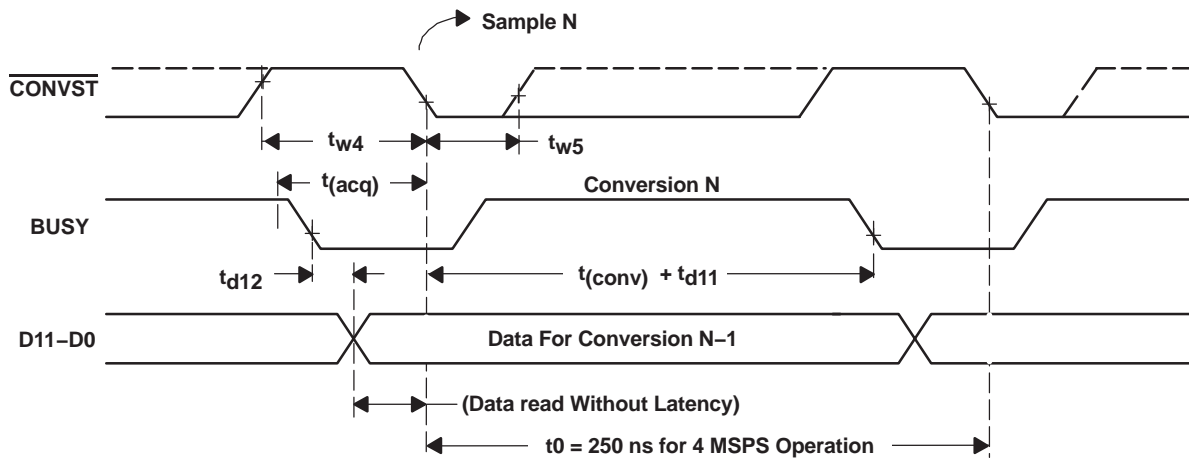 Sample N
CONVST
tw4
tw5
t(acq)
Conversion N
BUSY
td12
t(conv) + td11
D11–D0
Data For Conversion N–1
(Data read Without Latency)
t0 = 250 ns for 4 MSPS Operation